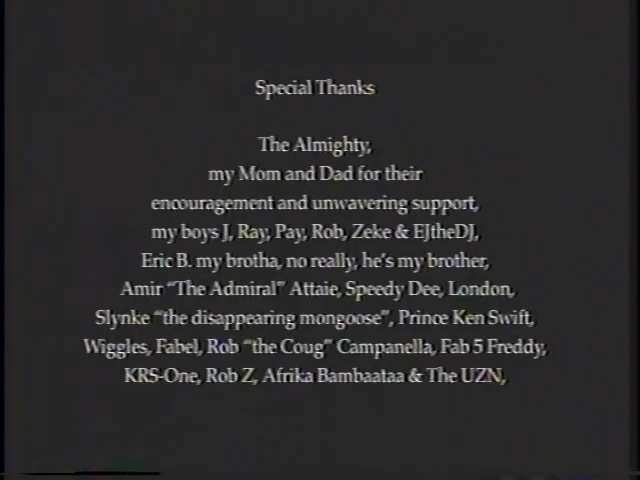 Special Thanks
The Almighty,
my Mom and Dad for their
encouragement and unwavering support,
my boys J, Ray, Pay, Rob, Zeke & EJtheDJ,
Eric B. my brotha, no really, he's my brother,
Amir "The Admiral" Attaie, Speedy Dee, London,
Slynke "the disappearing mongoose", Prince Ken Swift,
Wiggles, Fabel, Rob "the Coug" Campanella, Fab 5 Freddy,
KRS-One, Rob Z, Afrika Bambaataa & The UZN,